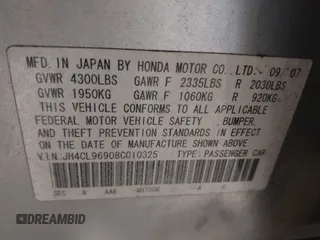 MFD. IN JAPAN BY HONDA MOTOR CO., LTD. 09/07
GVWR 4300LBS GAWR F 2335LBS R 2030LBS
GVWR 1950KG GAWR F 1060KG R 920KG
THIS VEHICLE CONFORMS TO ALL APPLICABLE
FEDERAL MOTOR VEHICLE SAFETY, BUMPER, AND
THEFT PREVENTION STANDARDS IN EFFECT ON
THE DATE OF MANUFACTURE SHOWN ABOVE.
V.I.N. JH4CL96908C010325 TYPE: PASSENGER CAR
DREAMBID